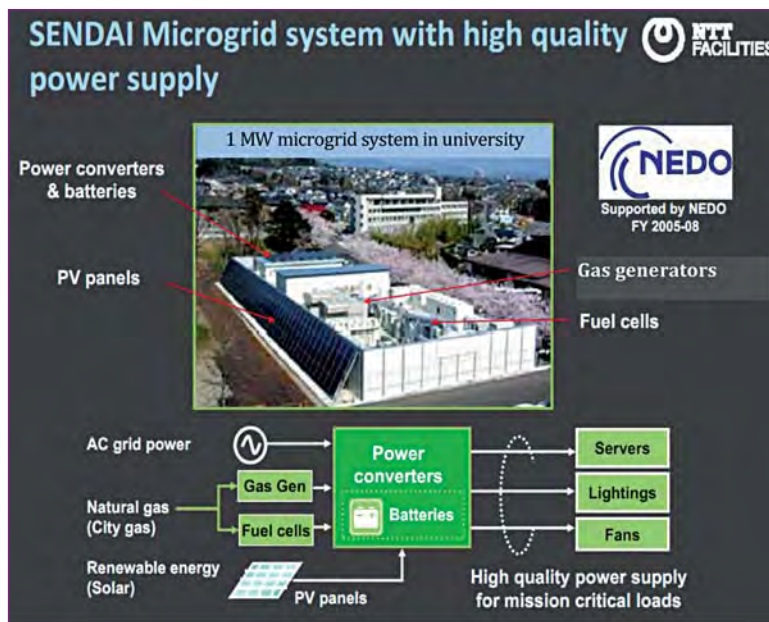 SENDAI Microgrid system with high quality
power supply
NTT
FACILITIES
1 MW microgrid system in university
Power converters
& batteries
PV panels
NEDO
Supported by NEDO
FY 2005-08
Gas generators
Fuel cells
AC grid power
Natural gas
(City gas)
Gas Gen
Fuel cells
Renewable energy
(Solar)
PV panels
Power
converters
Batteries
Servers
Lightings
Fans
High quality power supply
for mission critical loads